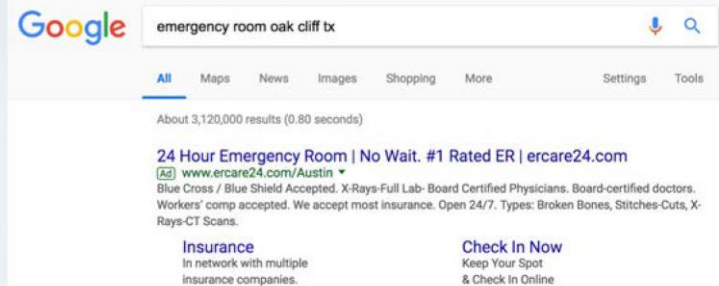 Google
emergency room oak cliff tx
All Maps News Images Shopping More Settings Tools
About 3,120,000 results (0.80 seconds)
24 Hour Emergency Room | No Wait. #1 Rated ER | ercare24.com
Ad www.ercare24.com/Austin
Blue Cross / Blue Shield Accepted. X-Rays-Full Lab- Board Certified Physicians. Board-certified doctors.
Workers' comp accepted. We accept most insurance. Open 24/7. Types: Broken Bones, Stitches-Cuts, X-
Rays-CT Scans.
Insurance
In network with multiple
insurance companies.
Check In Now
Keep Your Spot
& Check In Online